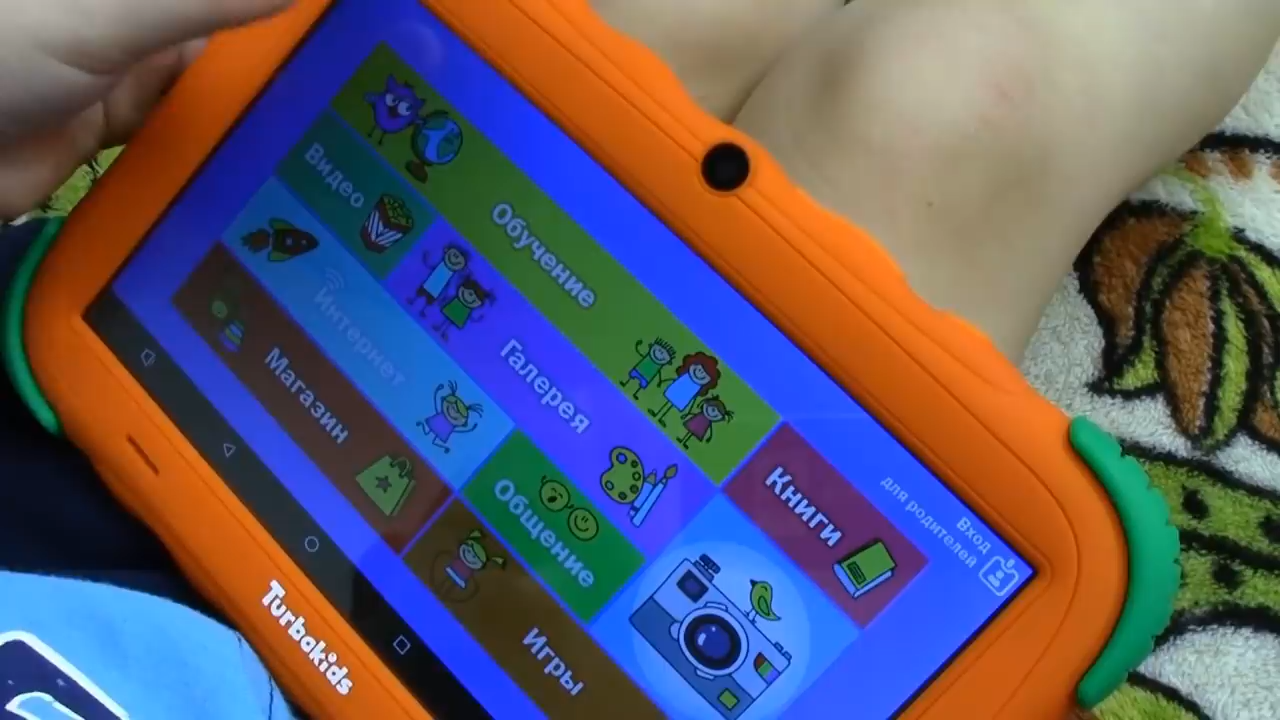 Обучение
Видео
Галерея
Интернет
Магазин
Книги
Общение
Игры
Вход
для родителей
Turbokids